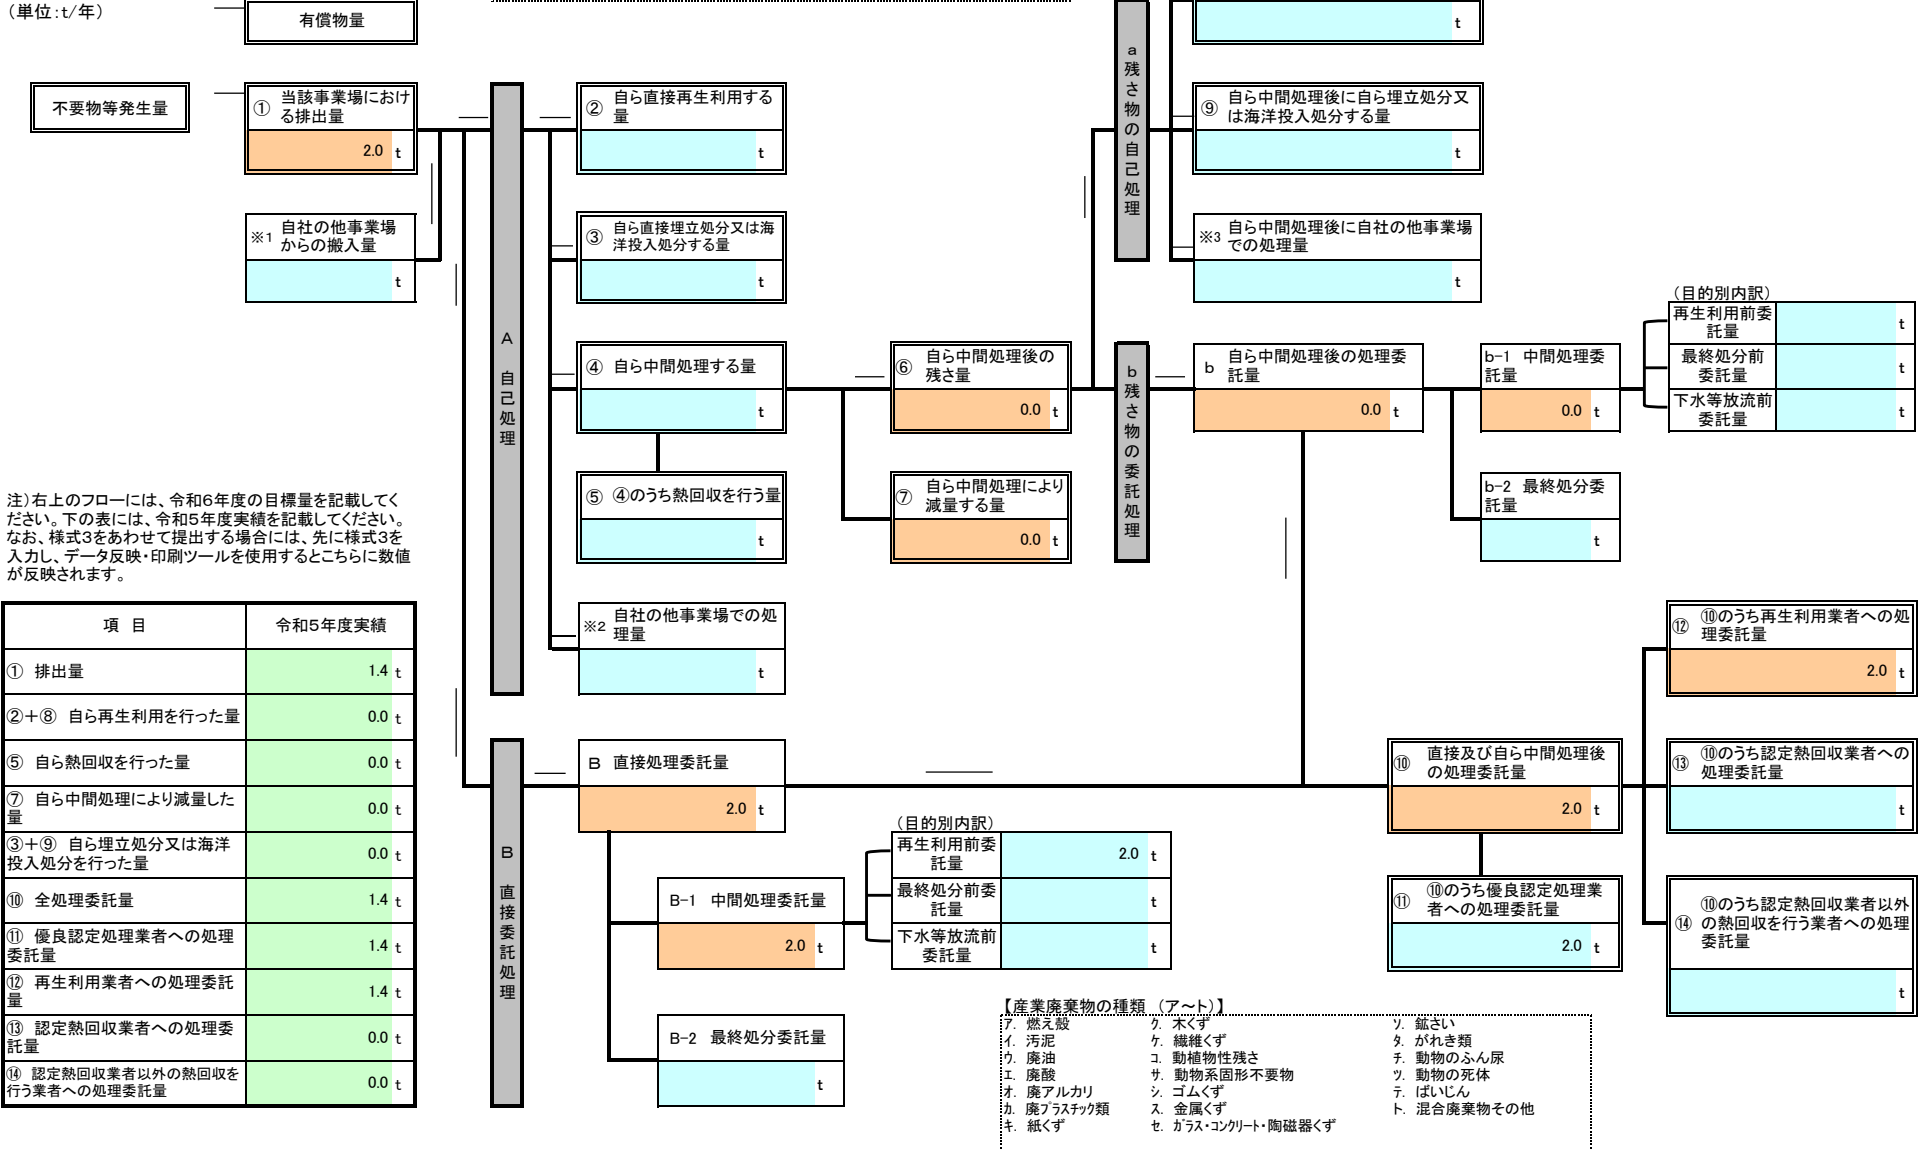 （単位：t/年）
有償物量
t
不要物等発生量
① 当該事業場におけ
る排出量
2.0 t
※1 自社の他事業場
からの搬入量
t
A 自己処理
② 自ら直接再生利用する
量
t
③ 自ら直接埋立処分又は海
洋投入処分する量
t
④ 自ら中間処理する量
t
⑤ ④のうち熱回収を行う量
t
※2 自社の他事業場での処
理量
t
⑥ 自ら中間処理後の
残さ量
0.0 t
⑦ 自ら中間処理により
減量する量
0.0 t
a 残さ物の自己処理
⑨ 自ら中間処理後に自ら埋立処分又
は海洋投入処分する量
t
※3 自ら中間処理後に自社の他事業場
での処理量
t
b 残さ物の委託処理
b 自ら中間処理後の処理委
託量
0.0 t
b-1 中間処理委
託量
0.0 t
（目的別内訳）
再生利用前委
託量
t
最終処分前
委託量
t
下水等放流前
委託量
t
b-2 最終処分委
託量
t
注）右上のフローには、令和６年度の目標量を記載してく
ださい。下の表には、令和５年度実績を記載してください。
なお、様式３をあわせて提出する場合には、先に様式３を
入力し、データ反映・印刷ツールを使用するとこちらに数値
が反映されます。
項 目 令和５年度実績
① 排出量 1.4 t
②＋⑧ 自ら再生利用を行った量 0.0 t
⑤ 自ら熱回収を行った量 0.0 t
⑦ 自ら中間処理により減量した
量 0.0 t
③＋⑨ 自ら埋立処分又は海洋
投入処分を行った量 0.0 t
⑩ 全処理委託量 1.4 t
⑪ 優良認定処理業者への処理
委託量 1.4 t
⑫ 再生利用業者への処理委託
量 1.4 t
⑬ 認定熱回収業者への処理委
託量 0.0 t
⑭ 認定熱回収業者以外の熱回収を
行う業者への処理委託量 0.0 t
B 直接委託処理
B 直接処理委託量
2.0 t
B-1 中間処理委託量
2.0 t
（目的別内訳）
再生利用前委
託量
2.0 t
最終処分前委
託量
t
下水等放流前
委託量
t
B-2 最終処分委託量
t
⑩ 直接及び自ら中間処理後
の処理委託量
2.0 t
⑪ ⑩のうち優良認定処理業
者への処理委託量
2.0 t
⑫ ⑩のうち再生利用業者への処
理委託量
2.0 t
⑬ ⑩のうち認定熱回収業者への
処理委託量
t
⑭ ⑩のうち認定熱回収業者以外
の熱回収を行う業者への処理
委託量
t
【産業廃棄物の種類 （ア～ト）】
ア. 燃え殻 ク. 木くず ソ. 鉱さい
イ. 汚泥 ケ. 繊維くず タ. がれき類
ウ. 廃油 コ. 動植物性残さ チ. 動物のふん尿
エ. 廃酸 サ. 動物系固形不要物 ツ. 動物の死体
オ. 廃アルカリ シ. ゴムくず テ. ばいじん
カ. 廃プラスチック類 ス. 金属くず ト. 混合廃棄物その他
キ. 紙くず セ. ガラス・コンクリート・陶磁器くず